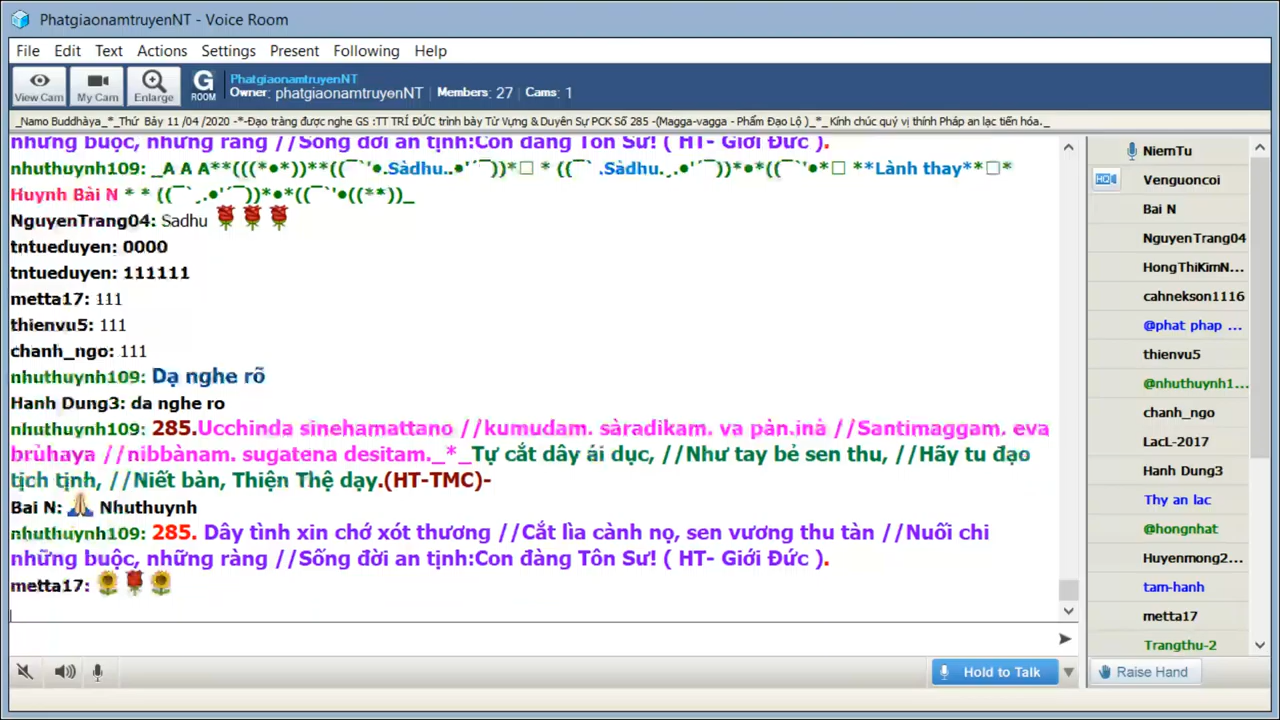 PhatgiaonamtruyenNT - Voice Room
File Edit Text Actions Settings Present Following Help
View Cam My Cam Enlarge G ROOM
PhatgiaonamtruyenNT
Owner: phatgiaonamtruyenNT Members: 27 Cams: 1
_Namo Buddhàya_*_Thứ Bảy 11 /04 /2020 -*-Đạo tràng được nghe GS :TT TRÍ ĐỨC trình bày Từ Vựng & Duyên Sự PCK Số 285 -(Magga-vagga - Phẩm Đạo Lộ )_*_ Kính chúc quý vị thính Pháp an lạc tiến hóa._
những buộc, những ràng //Sống đời an tịnh:Con đàng Tôn Sư! ( HT- Giới Đức ).
nhuthuynh109: _A A A**(((*●*))**((¯`'●.Sàdhu..●'´¯))*□ * ((¯` .Sàdhu.¸.●'´¯))*●*((¯`'●□ **Lành thay**□*
Huynh Bài N * * ((¯`¸.●'´¯))*●*((¯`'●((**))_
NguyenTrang04: Sadhu 🌹🌹🌹
tntueduyen: 0000
tntueduyen: 111111
metta17: 111
thienvu5: 111
chanh_ngo: 111
nhuthuynh109: Dạ nghe rõ
Hanh Dung3: da nghe ro
nhuthuynh109: 285.Ucchinda sinehamattano //kumudam. sàradikam. va pàn.inà //Santimaggam. eva
brùhaya //nibbànam. sugatena desitam._*_Tự cắt dây ái dục, //Như tay bẻ sen thu, //Hãy tu đạo
tịch tịnh, //Niết bàn, Thiện Thệ dạy.(HT-TMC)-
Bai N: 🙏 Nhuthuynh
nhuthuynh109: 285. Dây tình xin chớ xót thương //Cắt lìa cành nọ, sen vương thu tàn //Nuối chi
những buộc, những ràng //Sống đời an tịnh:Con đàng Tôn Sư! ( HT- Giới Đức ).
metta17: 🌻🌹🌻
NiemTu
HQ Venguoncoi
Bai N
NguyenTrang04
HongThiKimN...
cahnekson1116
@phat phap ...
thienvu5
@nhuthuynh1...
chanh_ngo
LacL-2017
Hanh Dung3
Thy an lac
@hongnhat
Huyenmong2...
tam-hanh
metta17
Trangthu-2
Hold to Talk
Raise Hand